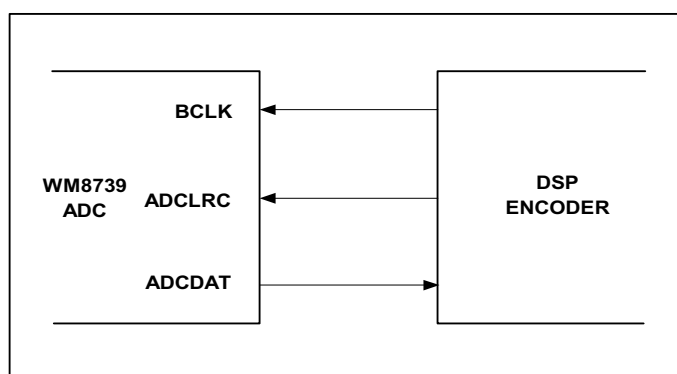 BCLK
WM8739
ADC
ADCLRC
DSP
ENCODER
ADCDAT